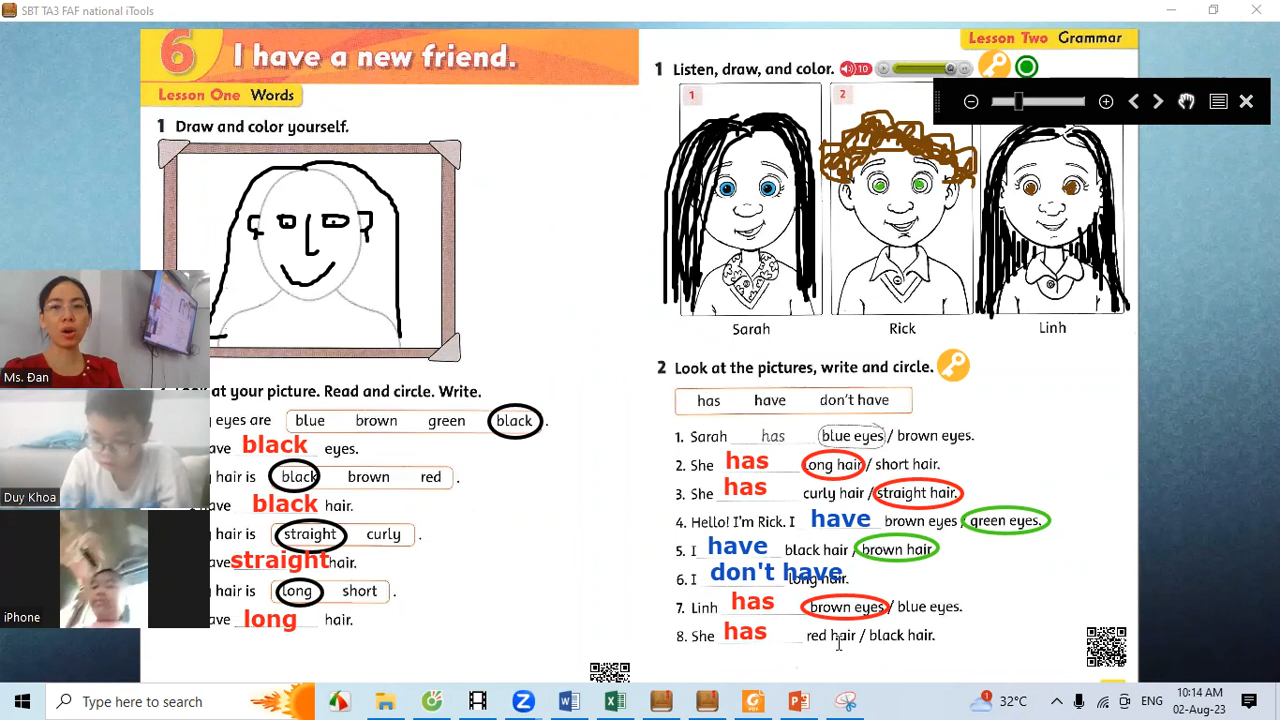 SBT TA3 FAF national iTools
6 I have a new friend.
Lesson One Words
1 Draw and color yourself.
at your picture. Read and circle. Write.
eyes are blue brown green black .
ave black eyes.
hair is black brown red .
ave black hair.
hair is straight curly .
ave straight hair.
hair is long short .
ave long hair.
Ms. Đan
Duy Khoa
iPhone
Lesson Two Grammar
1 Listen, draw, and color. 10
1
2
Sarah
Rick
Linh
2 Look at the pictures, write and circle.
has have don't have
1. Sarah has blue eyes / brown eyes.
2. She has long hair / short hair.
3. She has curly hair / straight hair.
4. Hello! I'm Rick. I have brown eyes / green eyes.
5. I have black hair / brown hair
6. I don't have long hair.
7. Linh has brown eyes / blue eyes.
8. She has red hair / black hair.
Type here to search
1
32°C
ENG
10:14 AM
02-Aug-23